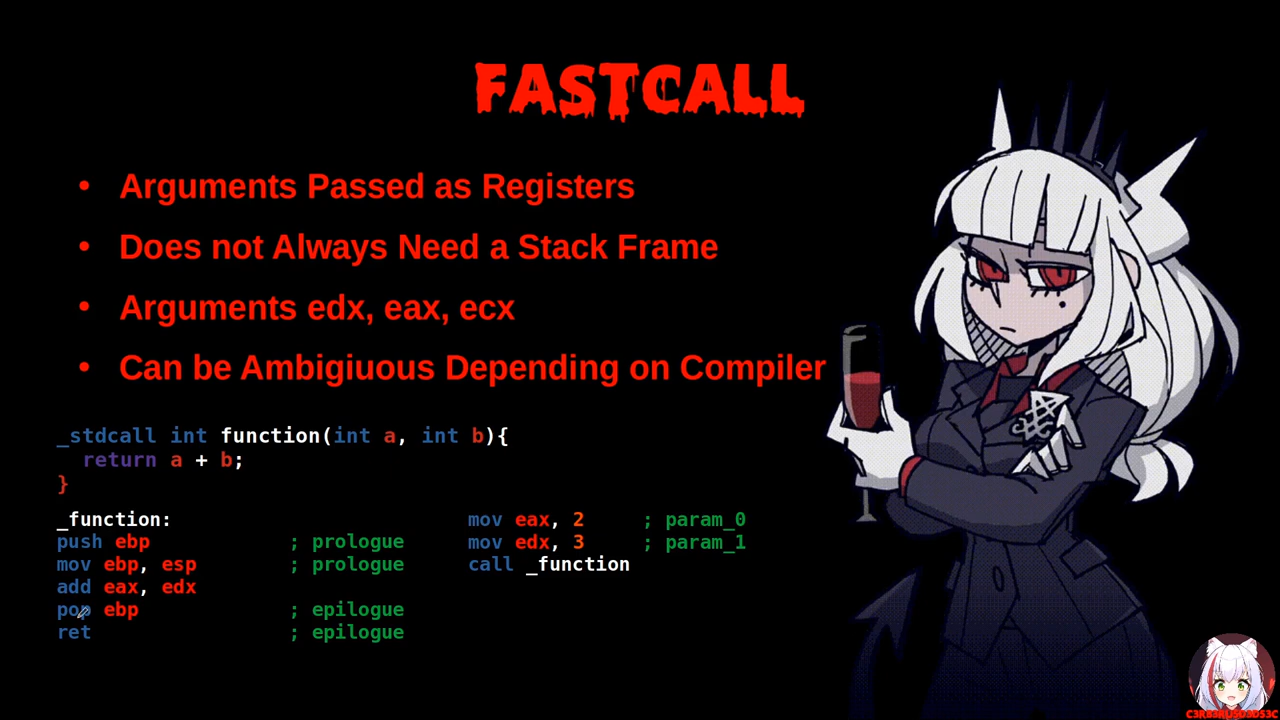 FASTCALL
• Arguments Passed as Registers
• Does not Always Need a Stack Frame
• Arguments edx, eax, ecx
• Can be Ambigiuous Depending on Compiler
_stdcall int function(int a, int b){
return a + b;
}
_function:
push ebp ; prologue
mov ebp, esp ; prologue
add eax, edx
pop ebp ; epilogue
ret ; epilogue
mov eax, 2 ; param_0
mov edx, 3 ; param_1
call _function